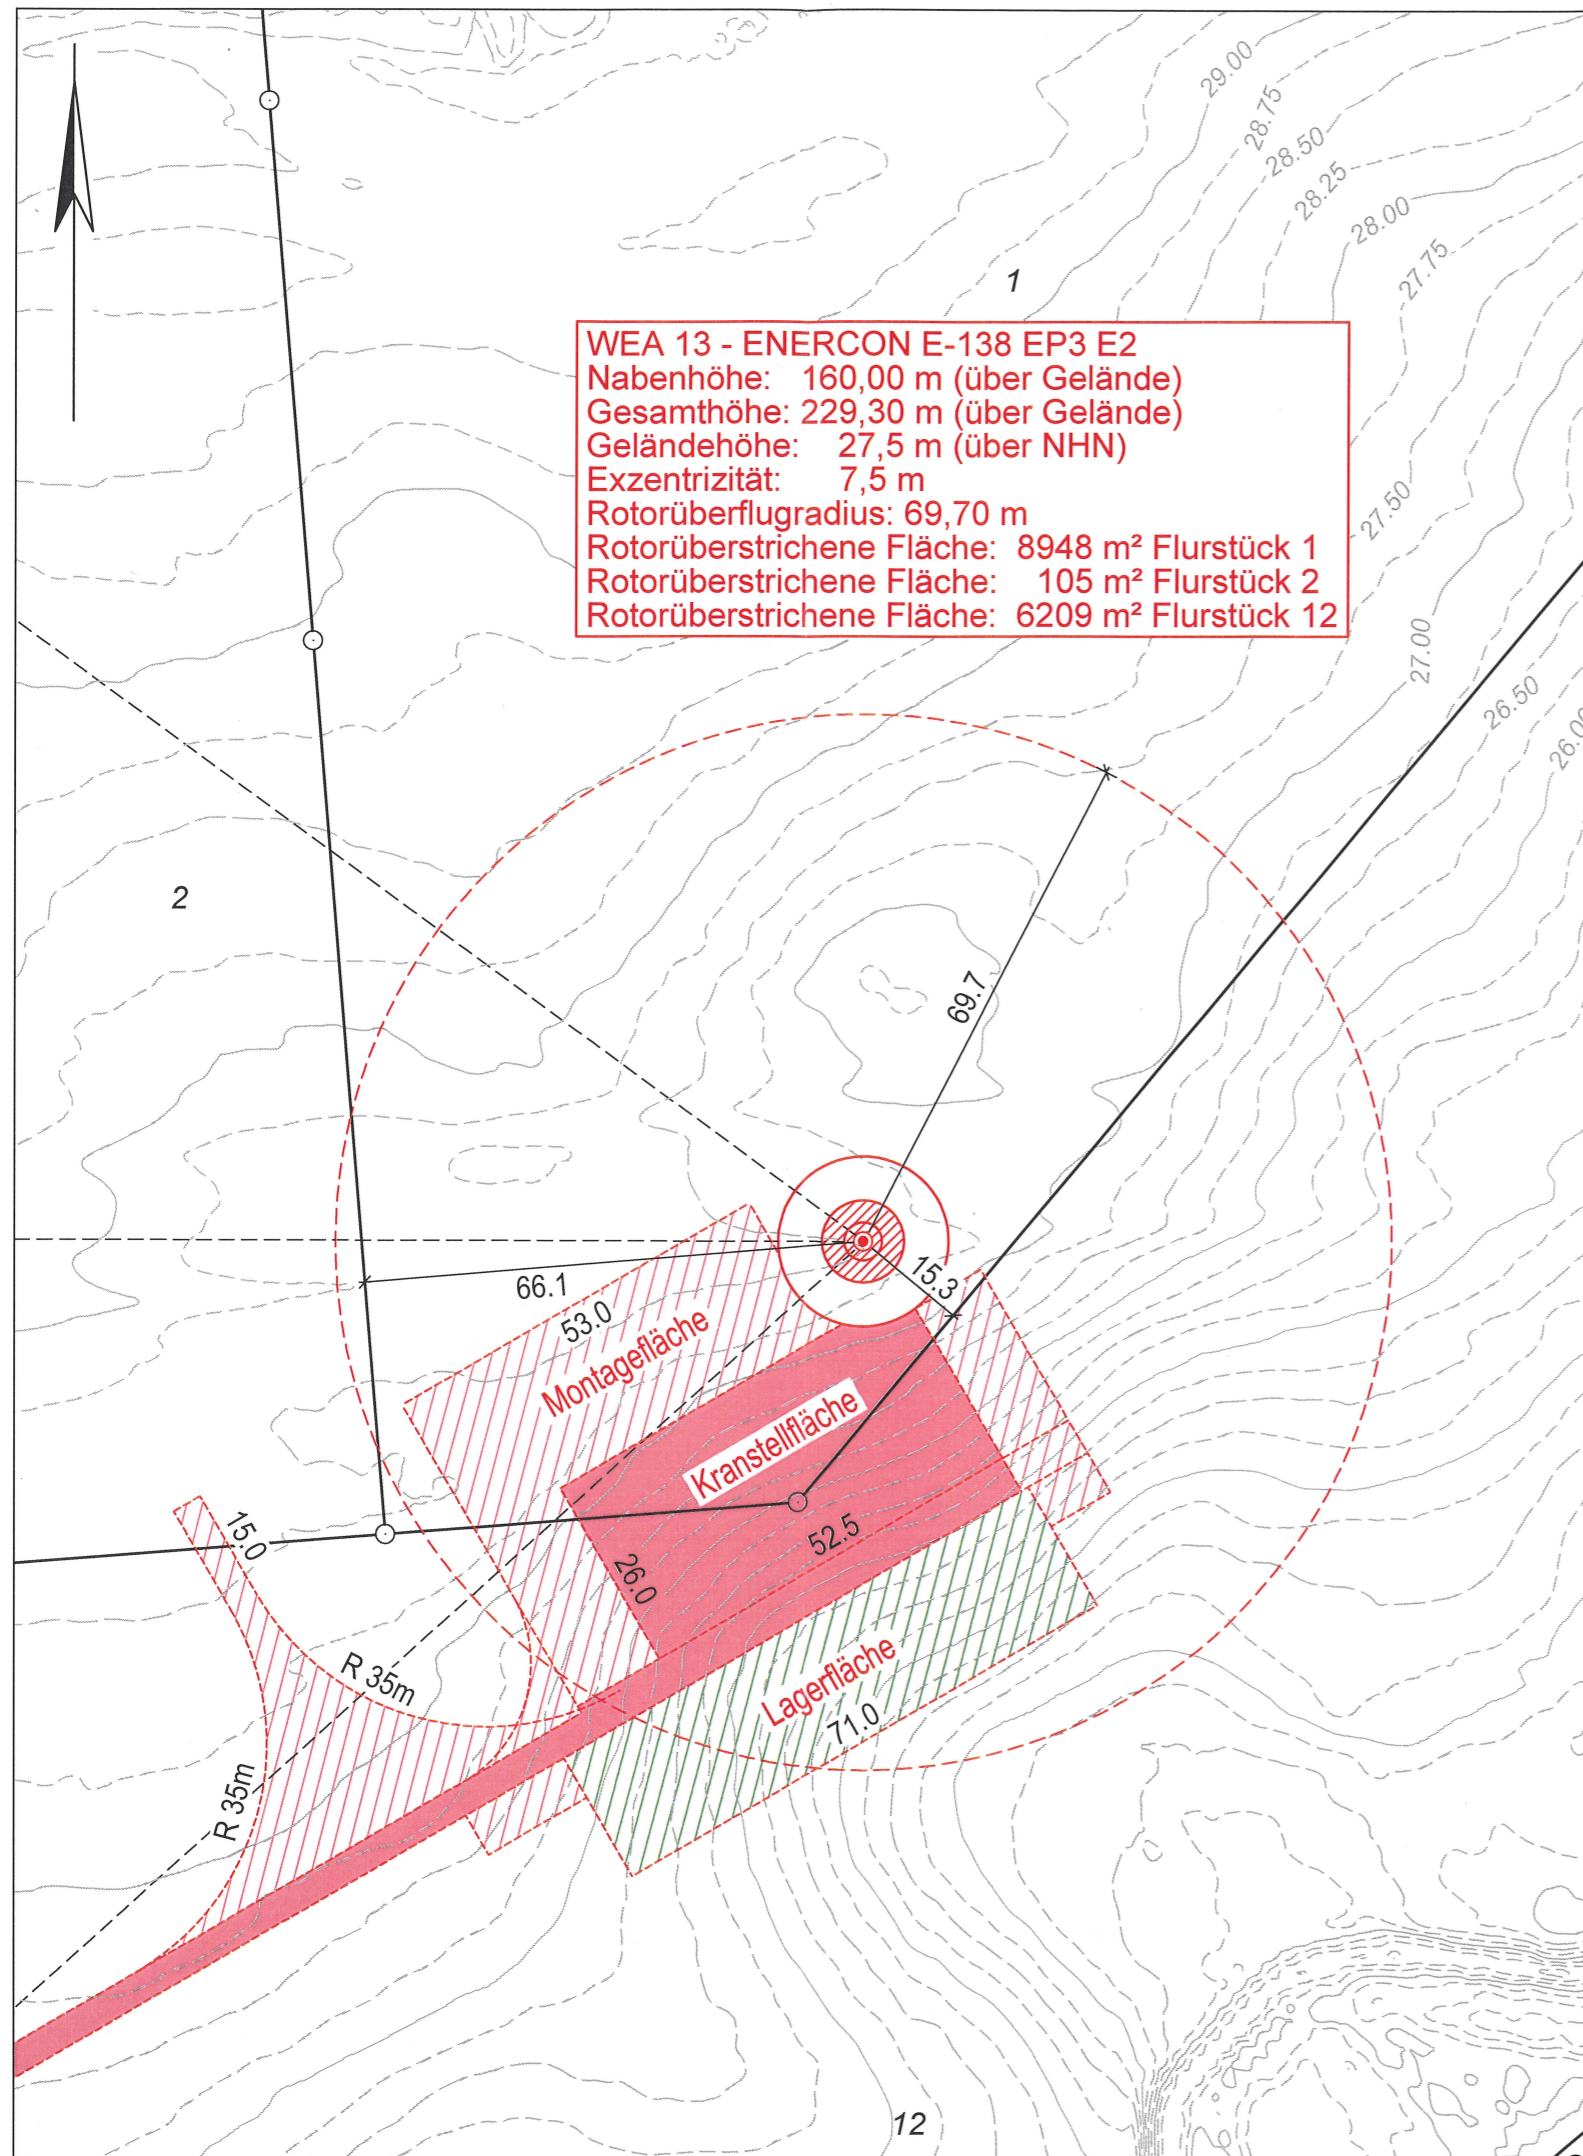 29.00
28.75
28.50
28.25
28.00
27.75
1
WEA 13 - ENERCON E-138 EP3 E2
Nabenhöhe: 160,00 m (über Gelände)
Gesamthöhe: 229,30 m (über Gelände)
Geländehöhe: 27,5 m (über NHN)
Exzentrizität: 7,5 m
Rotorüberflugradius: 69,70 m
Rotorüberstrichene Fläche: 8948 m² Flurstück 1
Rotorüberstrichene Fläche: 105 m² Flurstück 2
Rotorüberstrichene Fläche: 6209 m² Flurstück 12
27.50
27.00
26.50
2
69.7
66.1
15.3
53.0
Montagefläche
Kranstellfläche
15.0
52.5
26.0
R 35m
Lagerfläche
71.0
R 35m
12